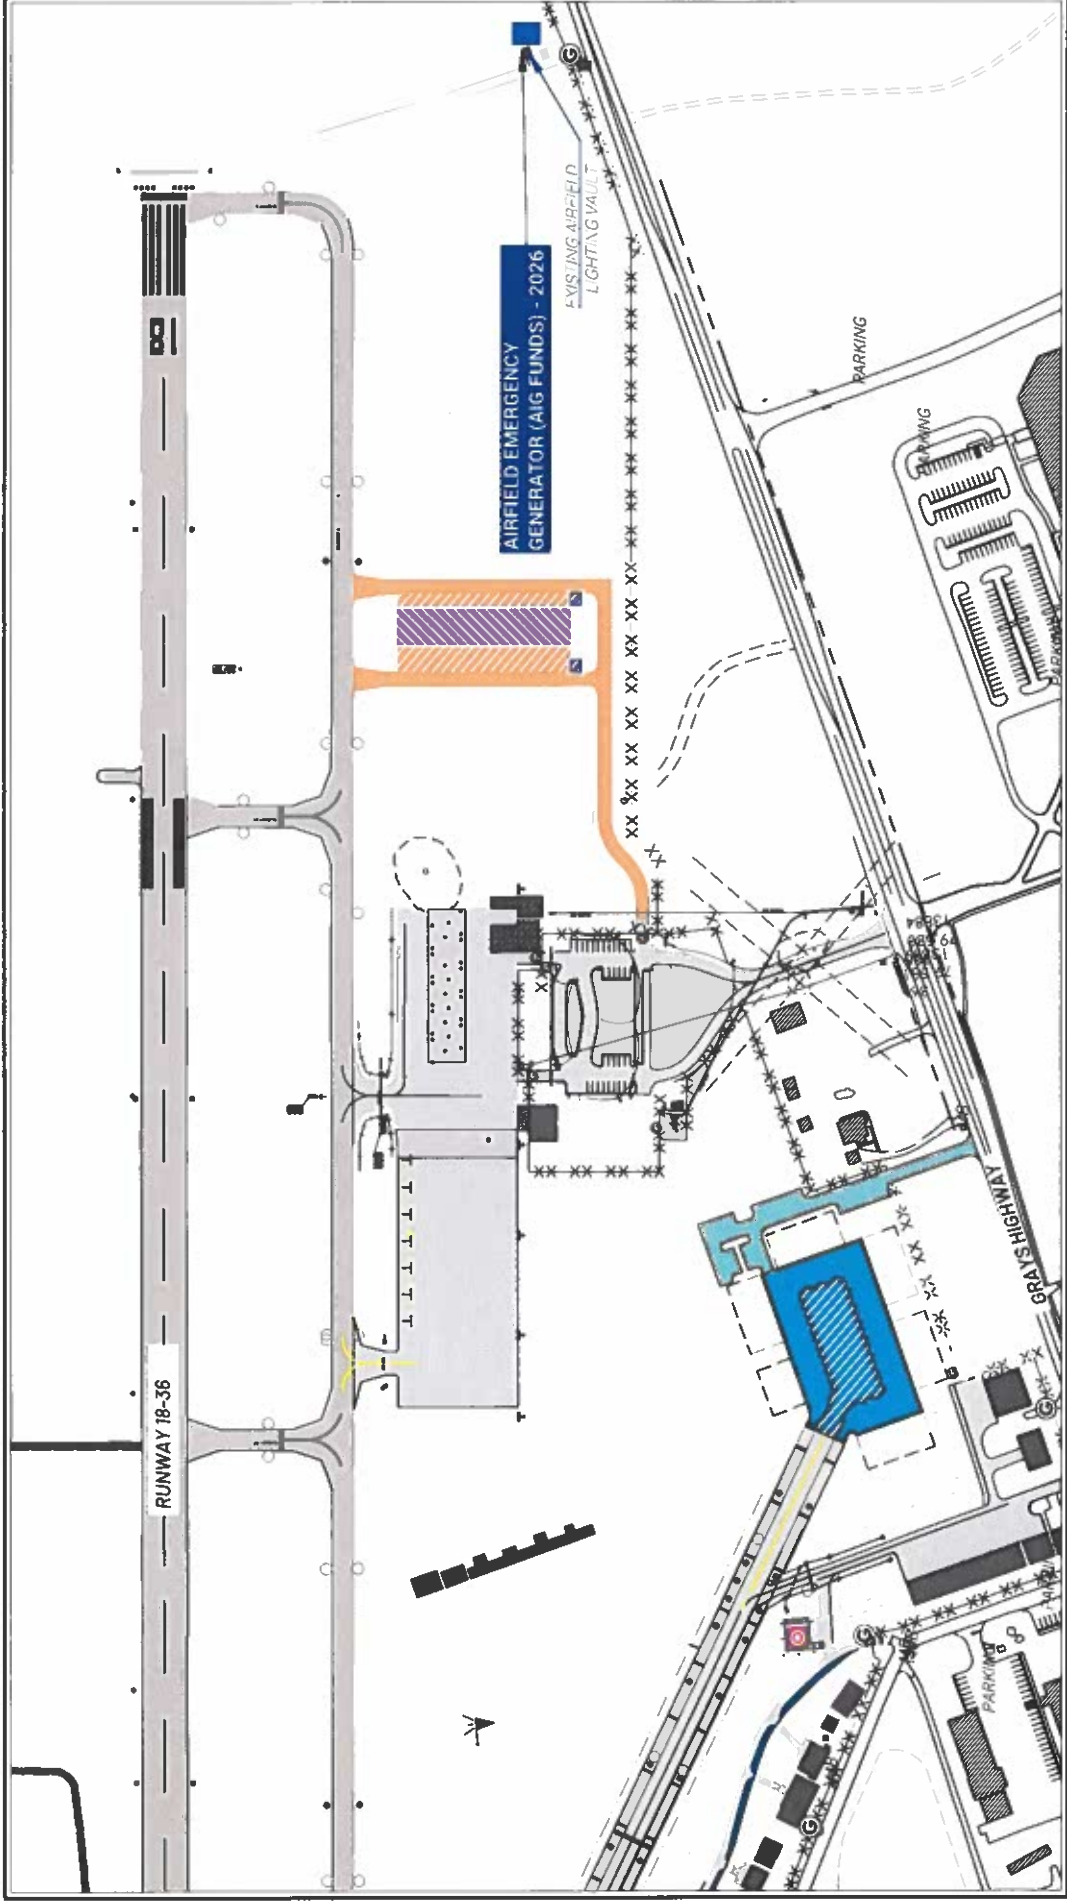 AIRFIELD EMERGENCY
GENERATOR (AIG FUNDS) - 2026
EXISTING AIRFIELD
LIGHTING VAULT
G
PARKING
PARKING
PARKING
RUNWAY 18-36
GRAYS HIGHWAY
G
G
G
G
PARKING